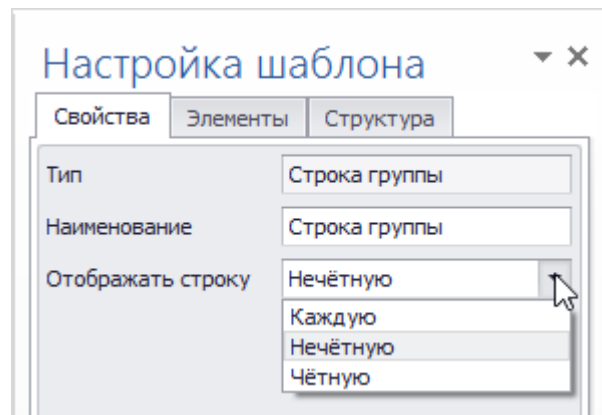 Настройка шаблона
Свойства Элементы Структура
Тип Строка группы
Наименование Строка группы
Отображать строку Нечётную
Каждую
Нечётную
Чётную